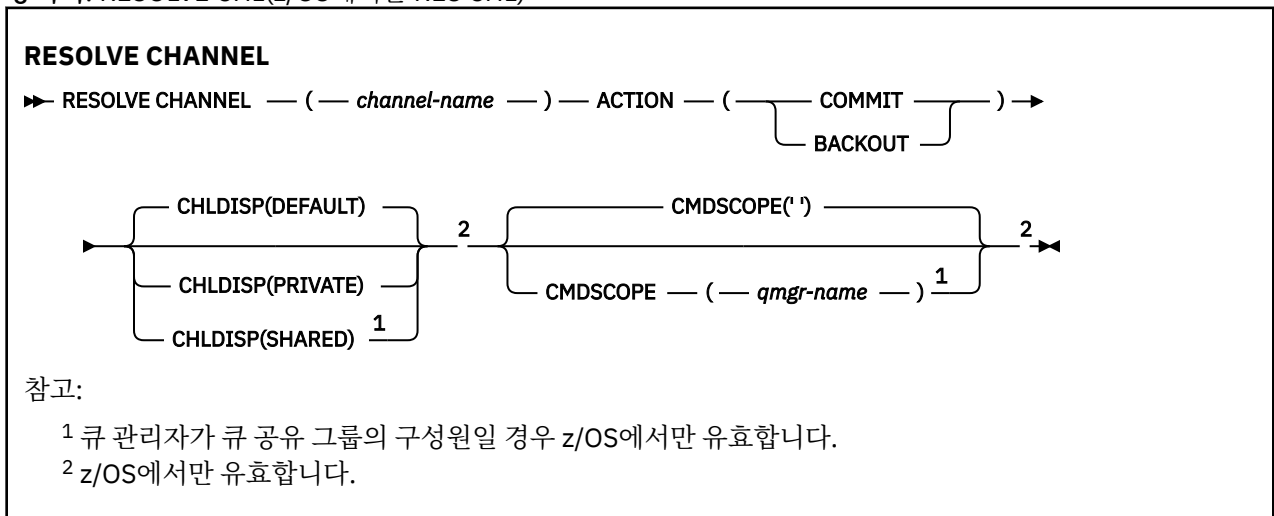 RESOLVE CHANNEL
RESOLVE CHANNEL ( channel-name ) ACTION ( COMMIT )
BACKOUT
CHLDISP(DEFAULT) 2 CMDSCOPE(' ') 2
CHLDISP(PRIVATE) CMDSCOPE ( qmgr-name ) 1
CHLDISP(SHARED) 1
참고:
1 큐 관리자가 큐 공유 그룹의 구성원일 경우 z/OS에서만 유효합니다.
2 z/OS에서만 유효합니다.